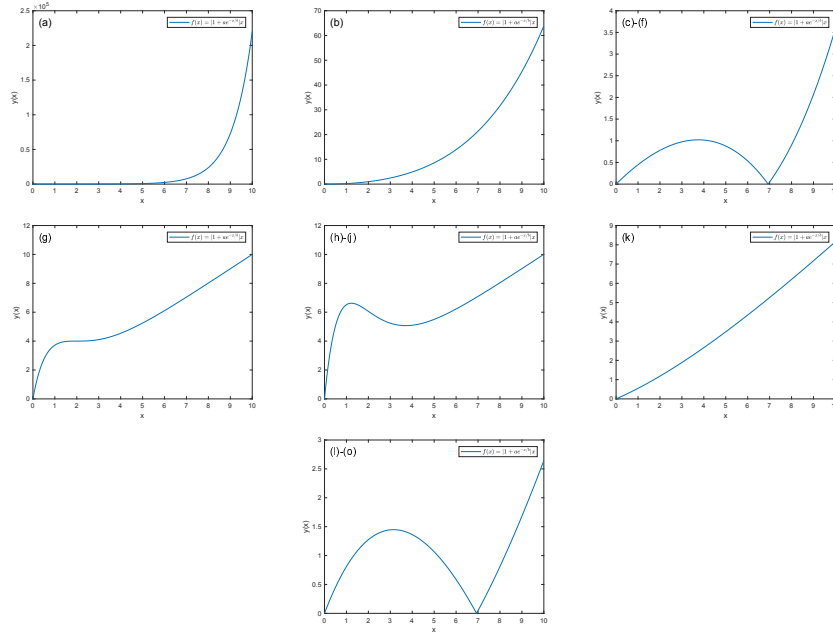 ×10⁵
(a)
f(x) = |1 + ae^{-x/b}|x
2.5
2
1.5
1
0.5
0
y(x)
0 1 2 3 4 5 6 7 8 9 10
x
(b)
f(x) = |1 + ae^{-x/b}|x
70
60
50
40
30
20
10
0
y(x)
0 1 2 3 4 5 6 7 8 9 10
x
(c)-(f)
f(x) = |1 + ae^{-x/b}|x
4
3.5
3
2.5
2
1.5
1
0.5
0
y(x)
0 1 2 3 4 5 6 7 8 9 10
x
(g)
f(x) = |1 + ae^{-x/b}|x
12
10
8
6
4
2
0
y(x)
0 1 2 3 4 5 6 7 8 9 10
x
(h)-(j)
f(x) = |1 + ae^{-x/b}|x
12
10
8
6
4
2
0
y(x)
0 1 2 3 4 5 6 7 8 9 10
x
(k)
f(x) = |1 + ae^{-x/b}|x
9
8
7
6
5
4
3
2
1
0
y(x)
0 1 2 3 4 5 6 7 8 9 10
x
(l)-(o)
f(x) = |1 + ae^{-x/b}|x
3
2.5
2
1.5
1
0.5
0
y(x)
0 1 2 3 4 5 6 7 8 9 10
x